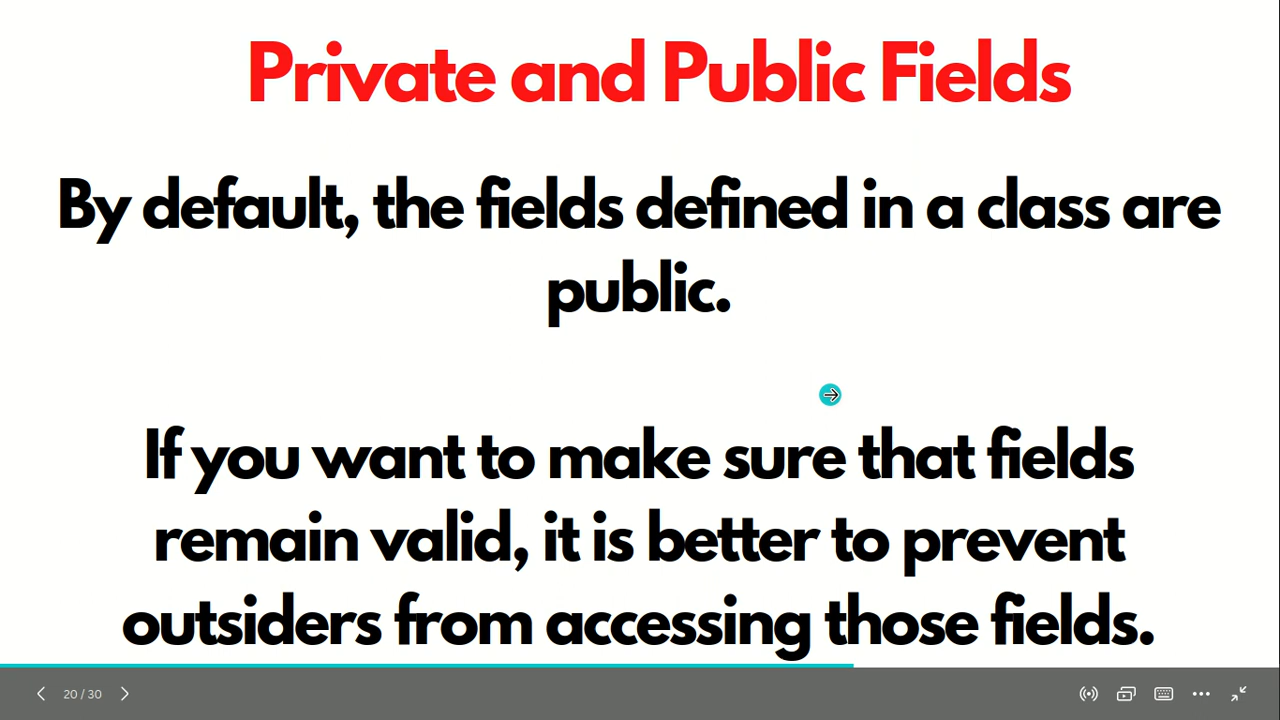 Private and Public Fields
By default, the fields defined in a class are
public.
If you want to make sure that fields
remain valid, it is better to prevent
outsiders from accessing those fields.
20 / 30